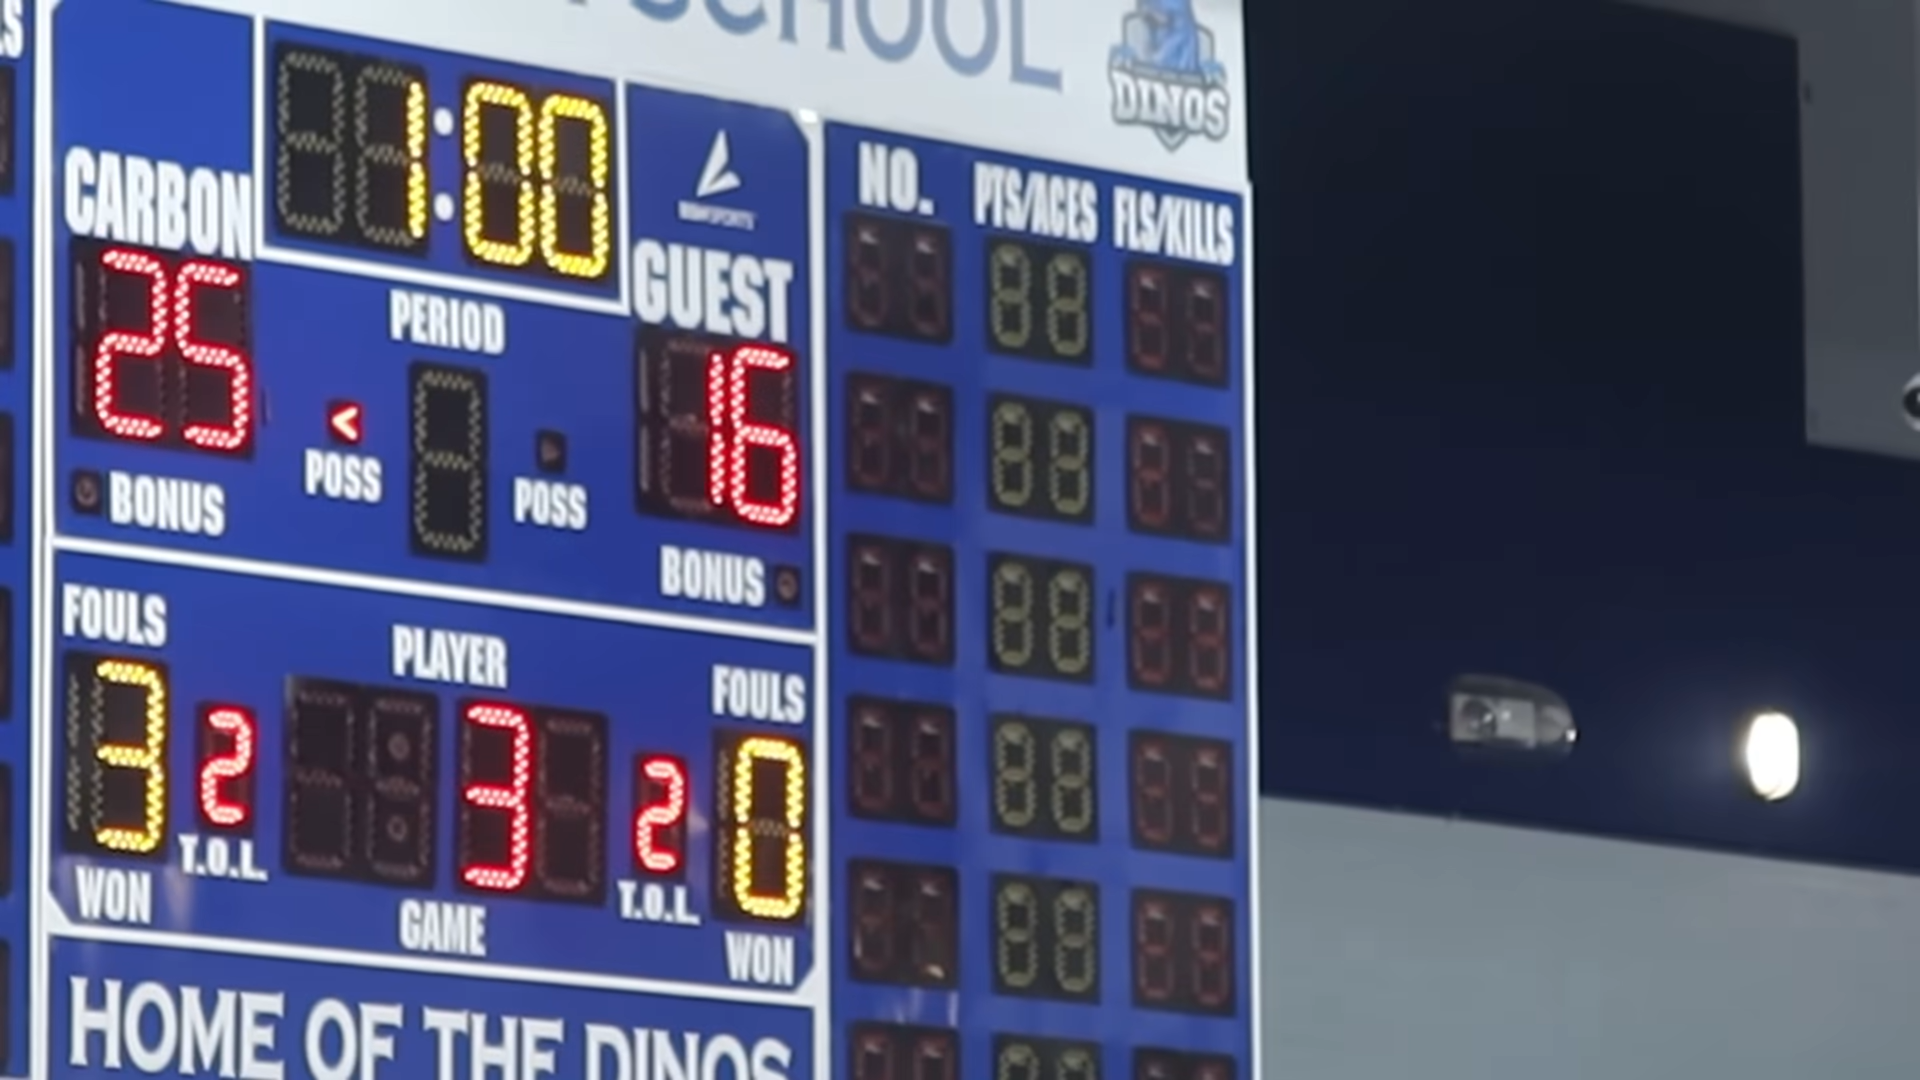 SCHOOL
DINOS
1:00
CARBON
GUEST
25
16
PERIOD
POSS
POSS
BONUS
BONUS
FOULS
PLAYER
FOULS
3
2
3
2
0
T.O.L.
T.O.L.
WON
GAME
WON
HOME OF THE DINOS
NO. PTS/ACES FLS/KILLS